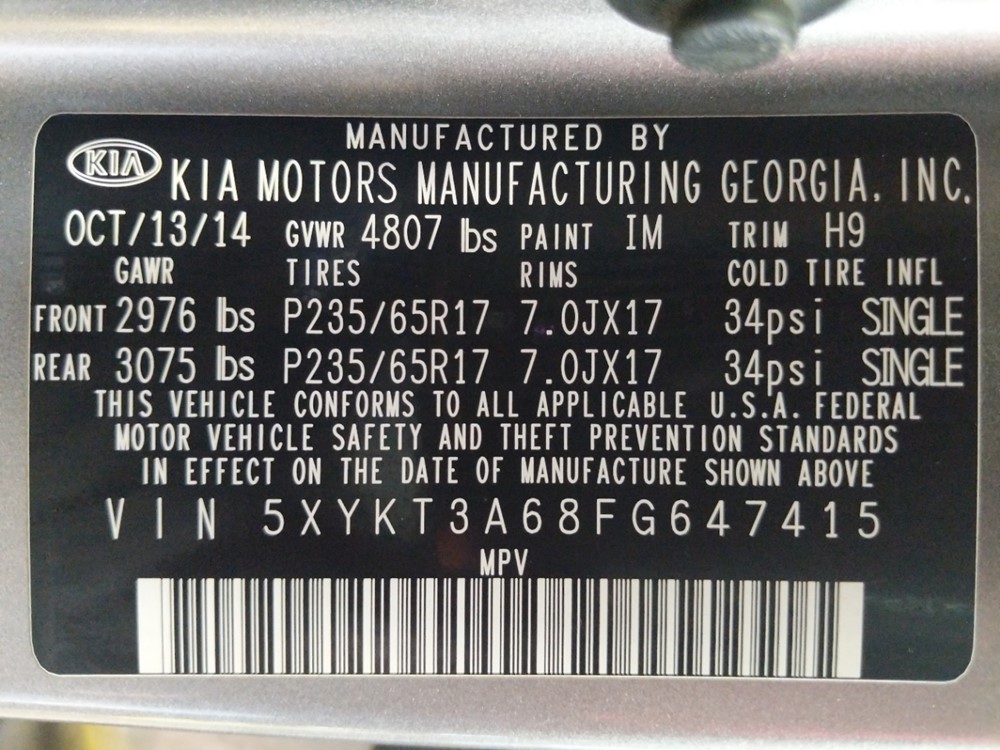 MANUFACTURED BY
KIA KIA MOTORS MANUFACTURING GEORGIA, INC.
OCT/13/14 GVWR 4807 lbs PAINT IM TRIM H9
GAWR TIRES RIMS COLD TIRE INFL
FRONT 2976 lbs P235/65R17 7.0JX17 34psi SINGLE
REAR 3075 lbs P235/65R17 7.0JX17 34psi SINGLE
THIS VEHICLE CONFORMS TO ALL APPLICABLE U.S.A. FEDERAL
MOTOR VEHICLE SAFETY AND THEFT PREVENTION STANDARDS
IN EFFECT ON THE DATE OF MANUFACTURE SHOWN ABOVE
VIN 5XYKT3A68FG647415
MPV